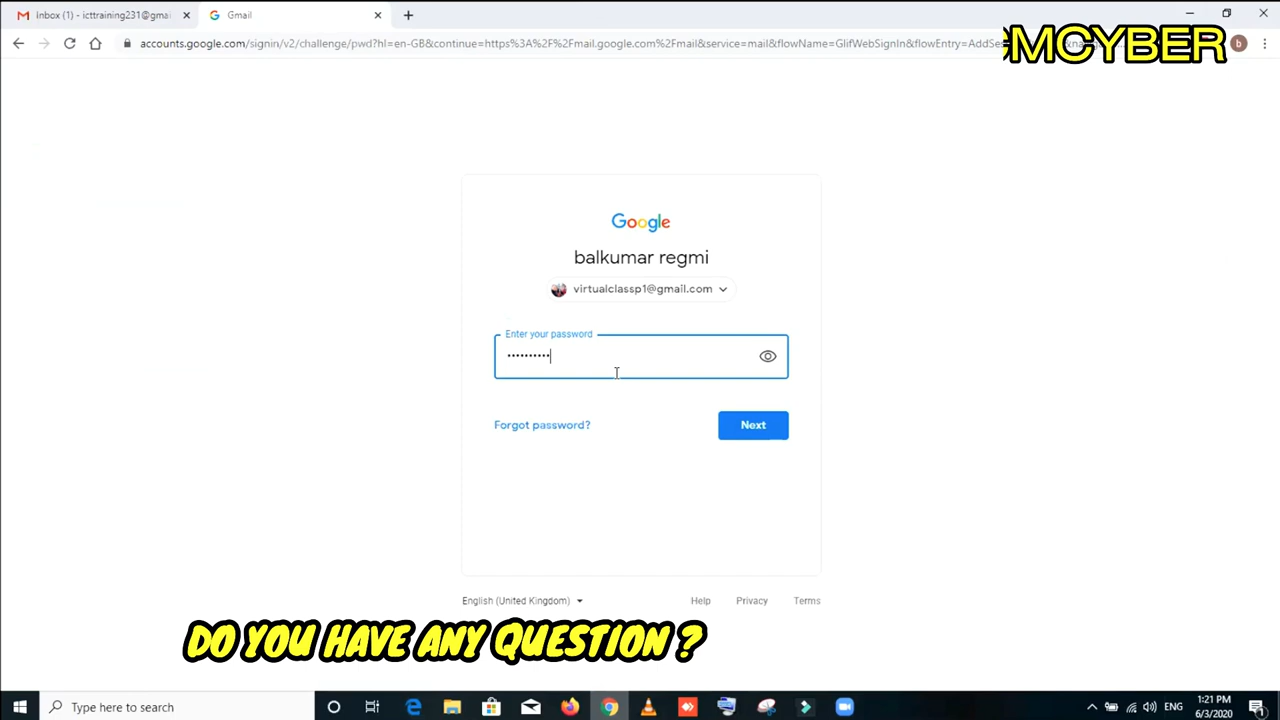 Inbox (1) - icttraining231@gmai
Gmail
accounts.google.com/signin/v2/challenge/pwd?hl=en-GB&continue=https%3A%2F%2Fmail.google.com%2Fmail&service=mail&flowName=GlifWebSignIn&flowEntry=AddSe
b
MCYBER
Google
balkumar regmi
virtualclassp1@gmail.com
Enter your password
••••••••••
Forgot password?
Next
English (United Kingdom)
Help
Privacy
Terms
DO YOU HAVE ANY QUESTION ?
Type here to search
ENG
1:21 PM
6/3/2020